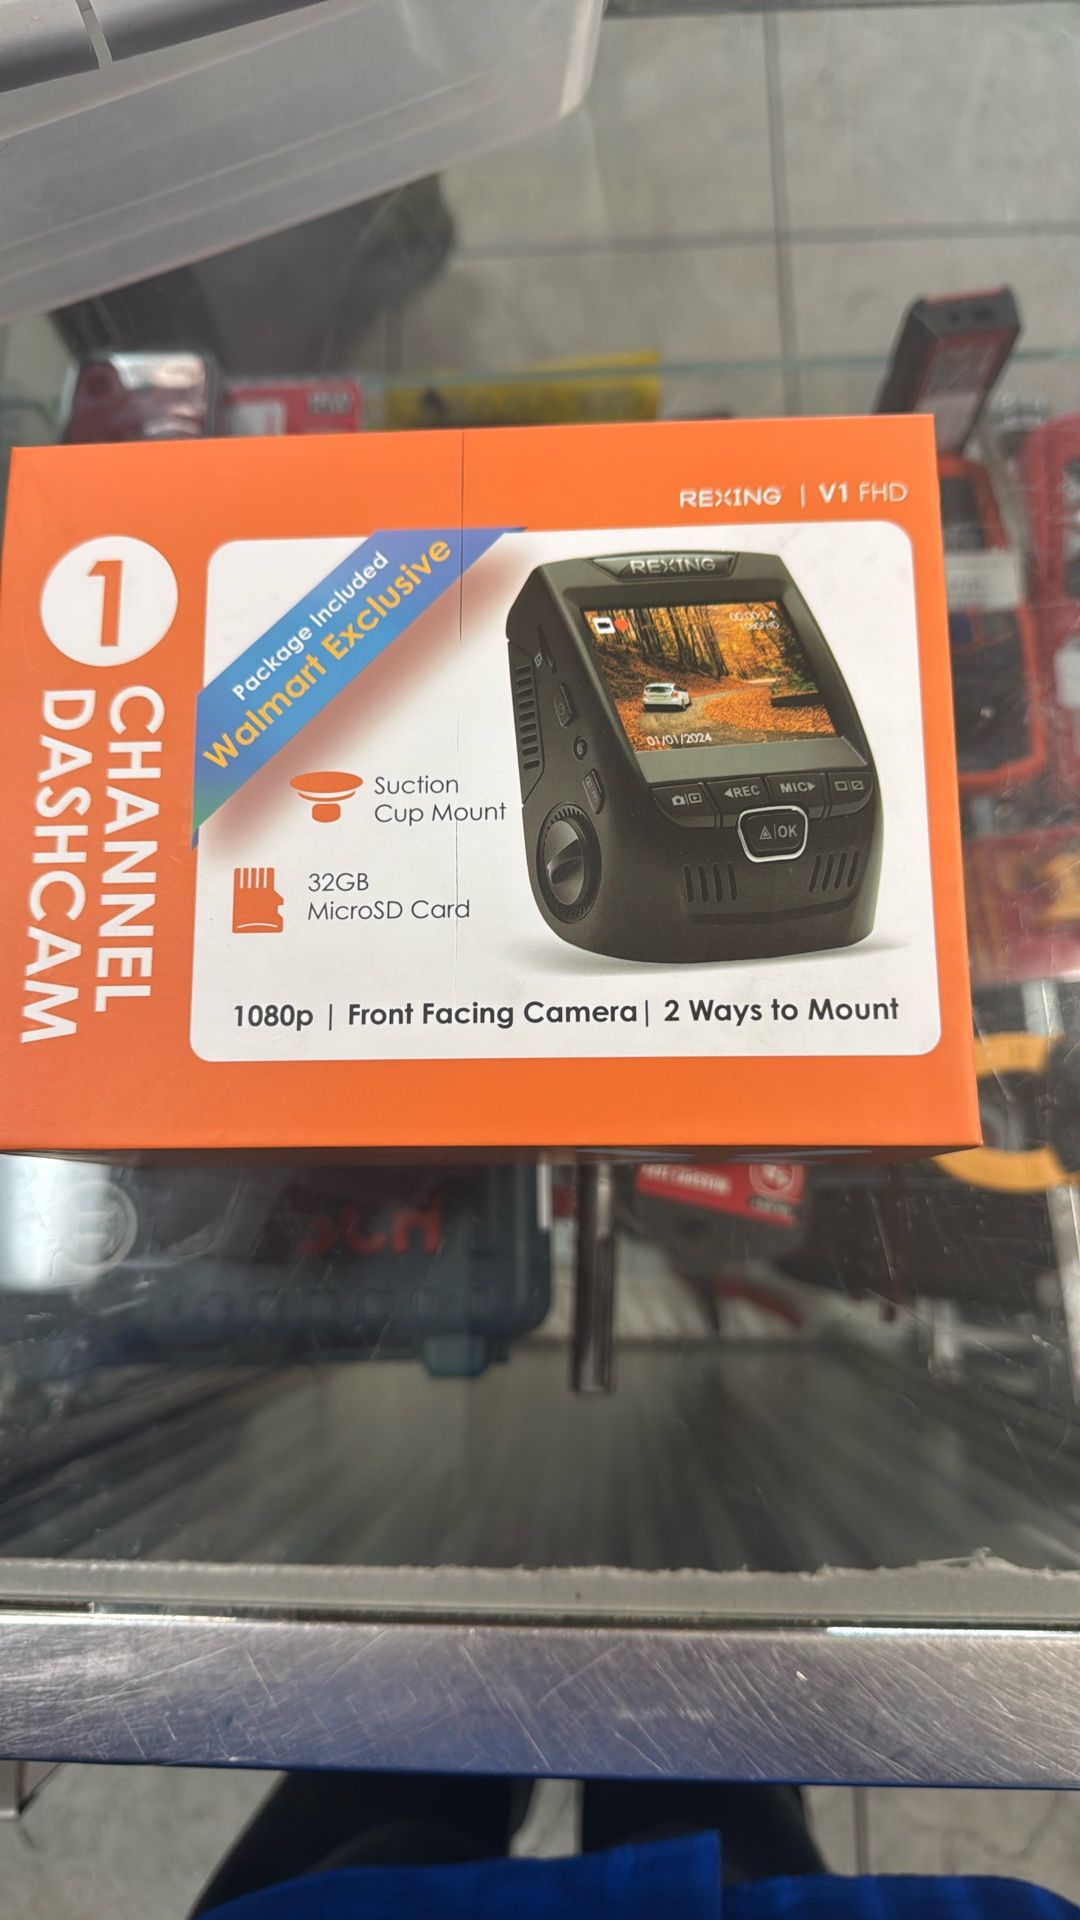 REXING | V1 FHD
1 CHANNEL
DASHCAM
Package Included
Walmart Exclusive
Suction
Cup Mount
32GB
MicroSD Card
REXING
00:00:14
1080FHD
01/01/2024
◀REC
MIC▶
OK
1080p | Front Facing Camera| 2 Ways to Mount